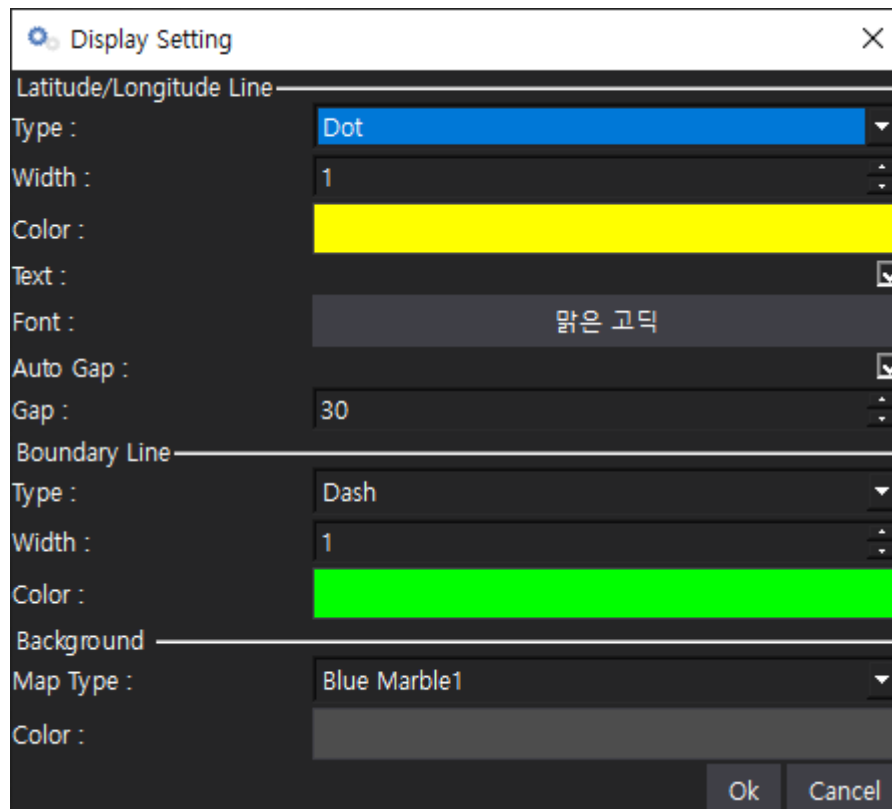 Display Setting
Latitude/Longitude Line
Type : Dot
Width : 1
Color :
Text :
Font : 맑은 고딕
Auto Gap :
Gap : 30
Boundary Line
Type : Dash
Width : 1
Color :
Background
Map Type : Blue Marble1
Color :
Ok Cancel